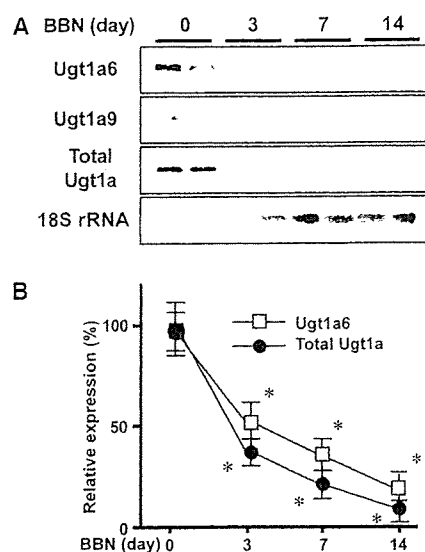 A BBN (day) 0 3 7 14
Ugt1a6
Ugt1a9
Total
Ugt1a
18S rRNA
B
Relative expression (%)
100
50
0
Ugt1a6
Total Ugt1a
*
*
*
*
*
*
BBN (day) 0 3 7 14